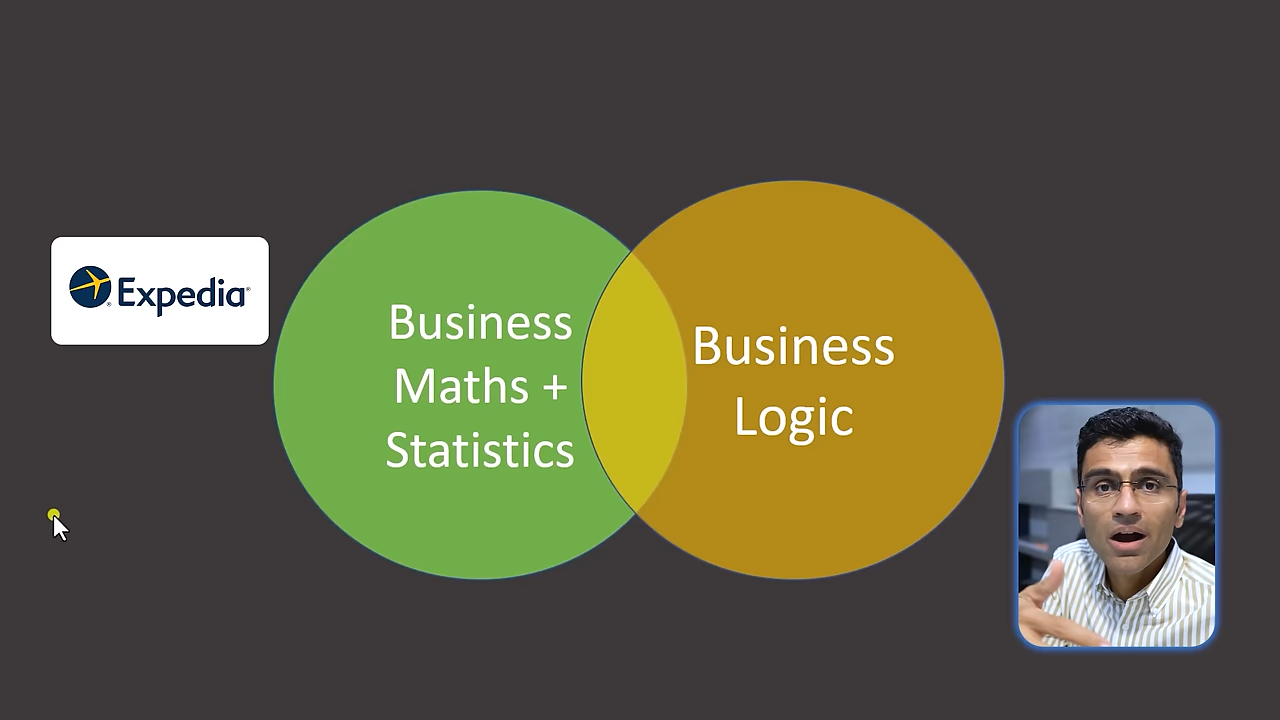 Expedia
Business
Maths +
Statistics
Business
Logic